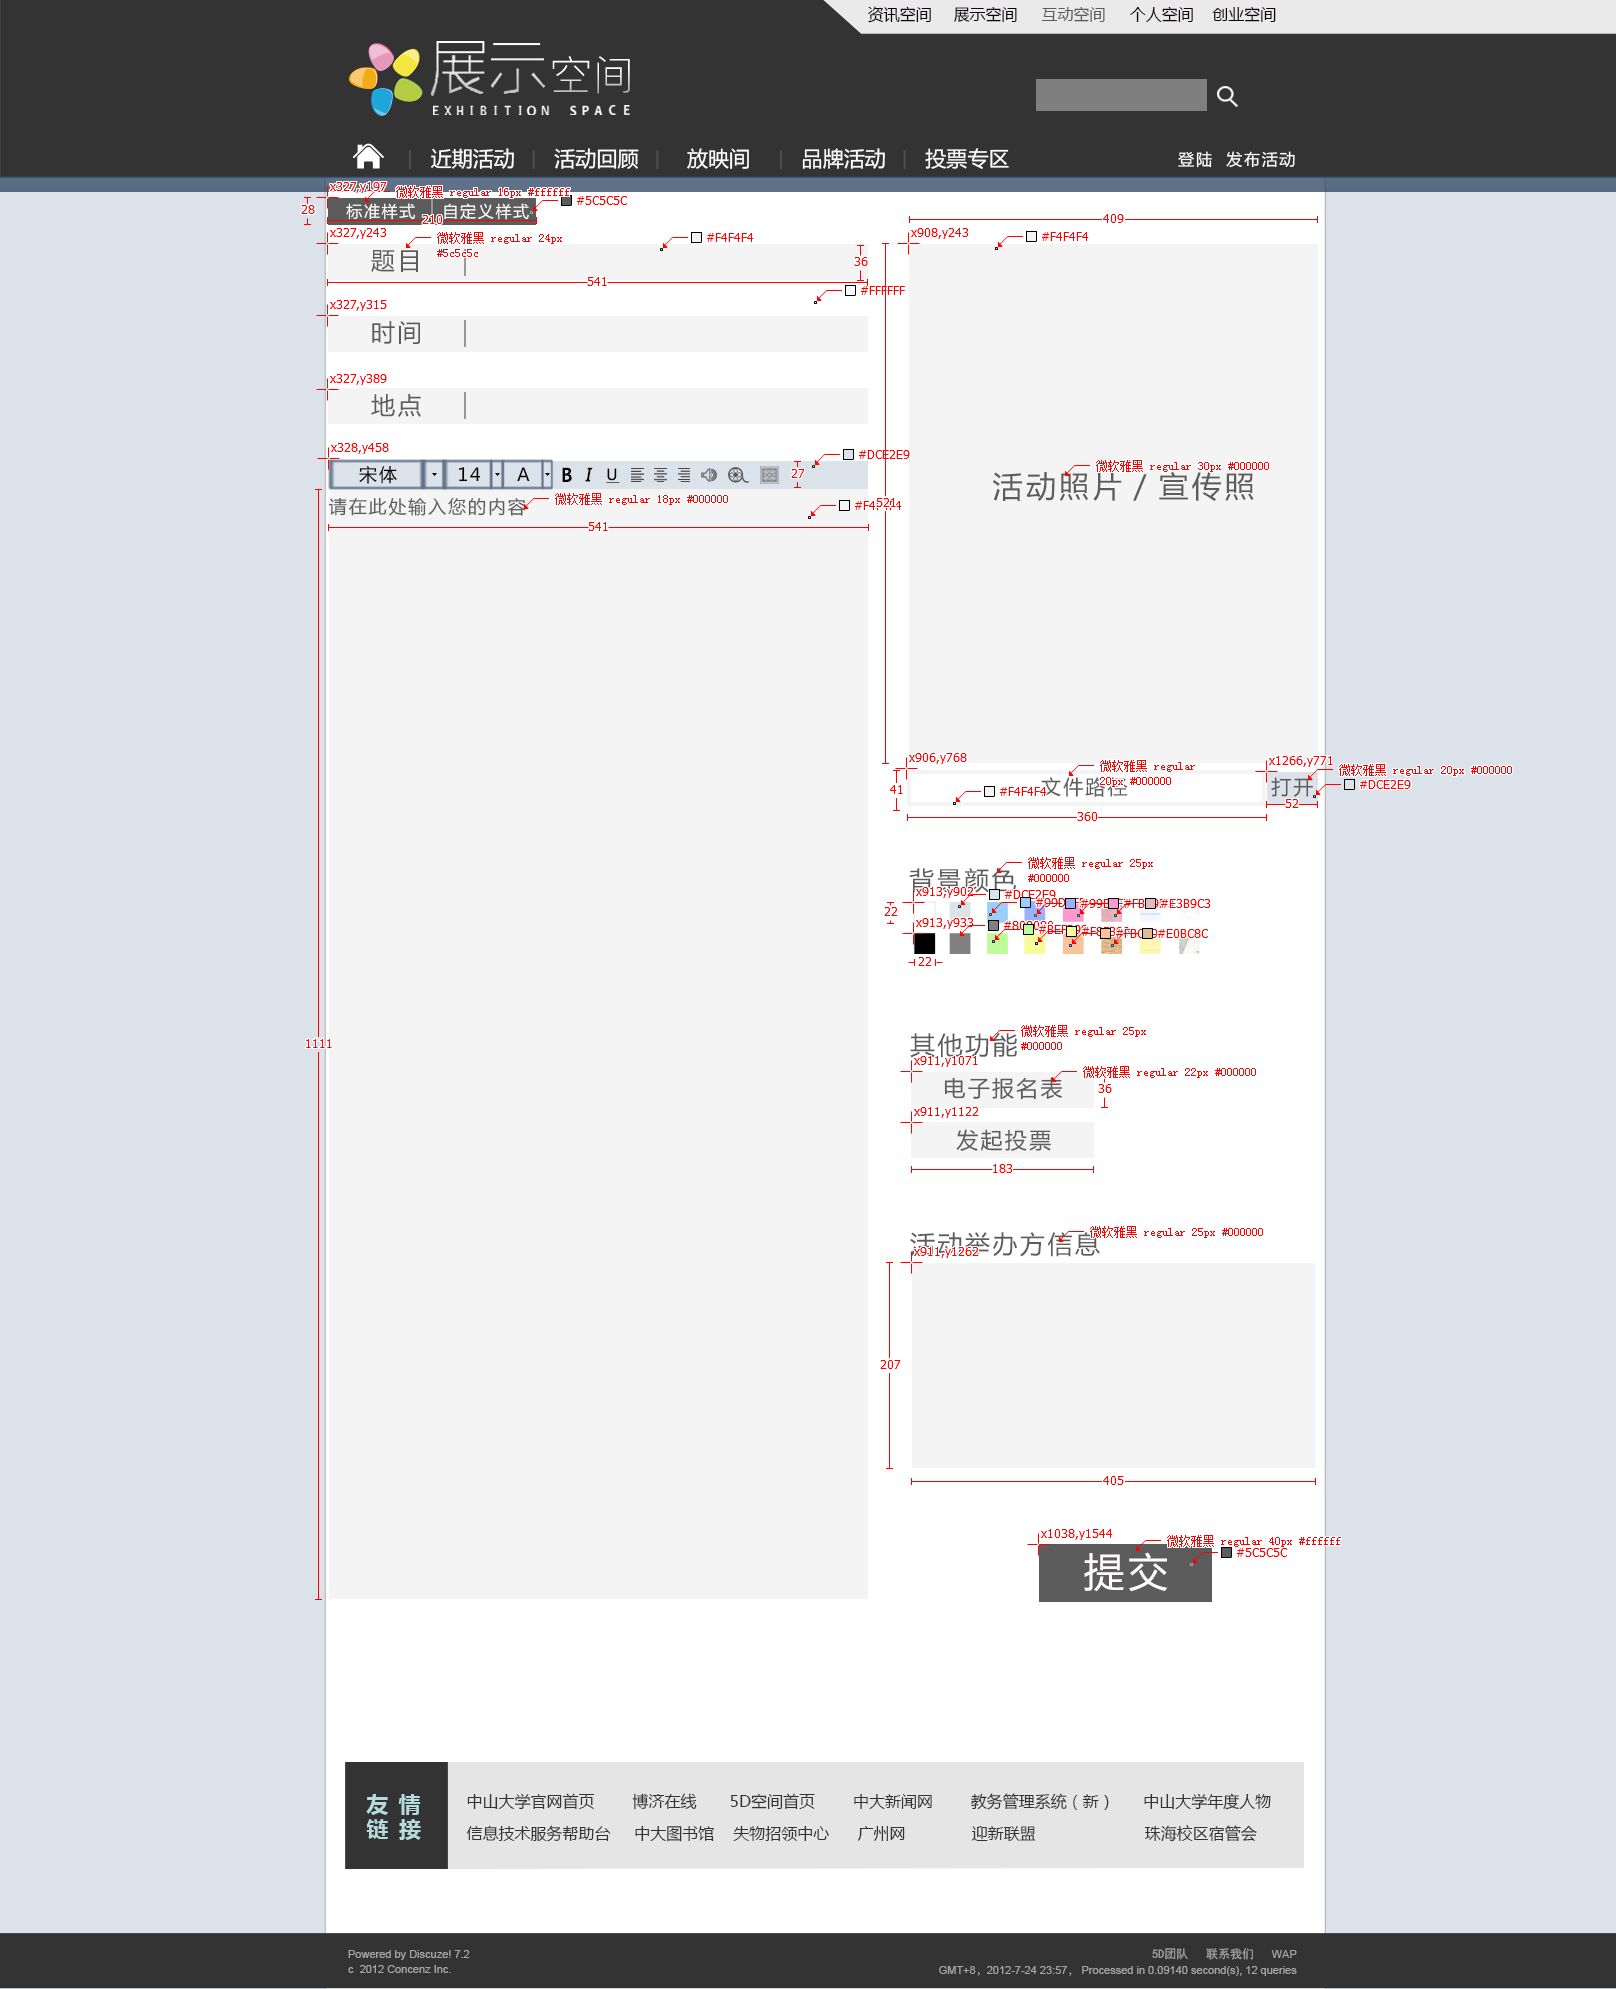 资讯空间 展示空间 互动空间 个人空间 创业空间
展示空间
EXHIBITION SPACE
近期活动 放映间 活动回顾 品牌活动 投票专区
登陆 发布活动
x327,y197
微软雅黑 regular 16px #ffffff
#5C5C5C
28
标准样式 自定义样式
210
409
x327,y243
微软雅黑 regular 24px
#5c5c5c
#F4F4F4
x908,y243
#F4F4F4
题目
36
541
#FFFFFF
x327,y315
时间
x327,y389
地点
x328,y458
#DCE2E9
宋体 14 A B I U
27
微软雅黑 regular 30px #000000
活动照片 / 宣传照
请在此处输入您的内容
微软雅黑 regular 18px #000000
521
541
x906,y768
微软雅黑 regular
20px #000000
x1266,y771
微软雅黑 regular 20px #000000
41
#F4F4F4
文件路径
打开
#DCE2E9
52
360
微软雅黑 regular 25px
#000000
背景颜色
x913,y902
#DCE2E9
#E3B9C3
22
x913,y933
#E0BC8C
22
微软雅黑 regular 25px
#000000
其他功能
1111
x911,y1071
微软雅黑 regular 22px #000000
电子报名表
36
x911,y1122
发起投票
183
微软雅黑 regular 25px #000000
活动举办方信息
x911,y1262
207
405
x1038,y1544
微软雅黑 regular 40px #ffffff
#5C5C5C
提交
友情链接
中山大学官网首页 博济在线 5D空间首页 中大新闻网 教务管理系统（新） 中山大学年度人物
信息技术服务帮助台 中大图书馆 失物招领中心 广州网 迎新联盟 珠海校区宿管会
Powered by Discuze! 7.2
c 2012 Concenz Inc.
5D团队 联系我们 WAP
GMT+8, 2012-7-24 23:57, Processed in 0.09140 second(s), 12 queries